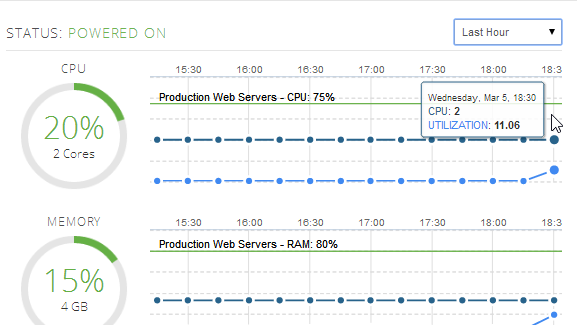 STATUS: POWERED ON
Last Hour
CPU
20%
2 Cores
15:30 16:00 16:30 17:00 17:30 18:00 18:3
Production Web Servers - CPU: 75%
Wednesday, Mar 5, 18:30
CPU: 2
UTILIZATION: 11.06
MEMORY
15%
4 GB
15:30 16:00 16:30 17:00 17:30 18:00 18:3
Production Web Servers - RAM: 80%